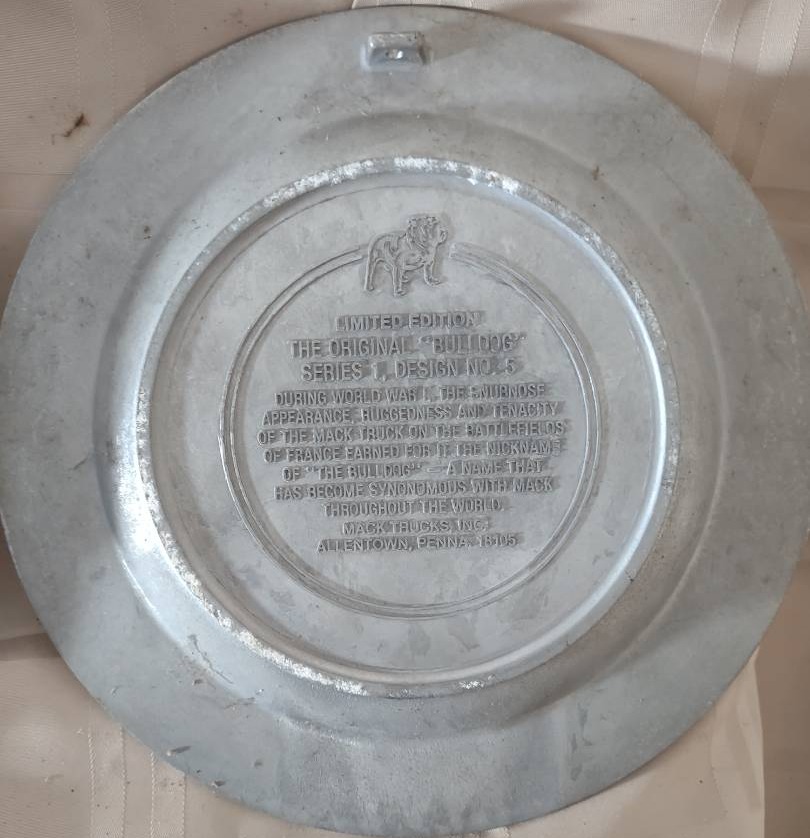 LIMITED EDITION
THE ORIGINAL "BULLDOG"
SERIES 1, DESIGN NO. 5
DURING WORLD WAR I, THE SNUBNOSE
APPEARANCE, RUGGEDNESS AND TENACITY
OF THE MACK TRUCK ON THE BATTLEFIELDS
OF FRANCE EARNED FOR IT THE NICKNAME
OF "THE BULLDOG" — A NAME THAT
HAS BECOME SYNONOMOUS WITH MACK
THROUGHOUT THE WORLD.
MACK TRUCKS, INC.
ALLENTOWN, PENNA. 18105